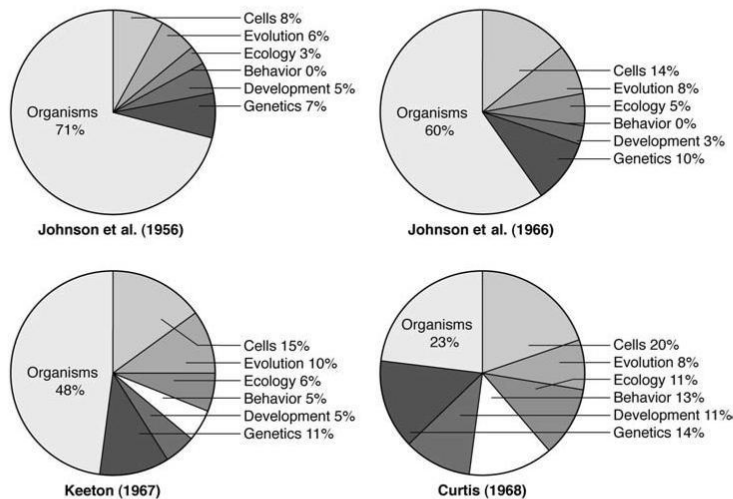 Cells 8%
Evolution 6%
Ecology 3%
Behavior 0%
Development 5%
Genetics 7%
Organisms
71%
Johnson et al. (1956)
Cells 14%
Evolution 8%
Ecology 5%
Behavior 0%
Development 3%
Genetics 10%
Organisms
60%
Johnson et al. (1966)
Cells 15%
Evolution 10%
Ecology 6%
Behavior 5%
Development 5%
Genetics 11%
Organisms
48%
Keeton (1967)
Organisms
23%
Cells 20%
Evolution 8%
Ecology 11%
Behavior 13%
Development 11%
Genetics 14%
Curtis (1968)